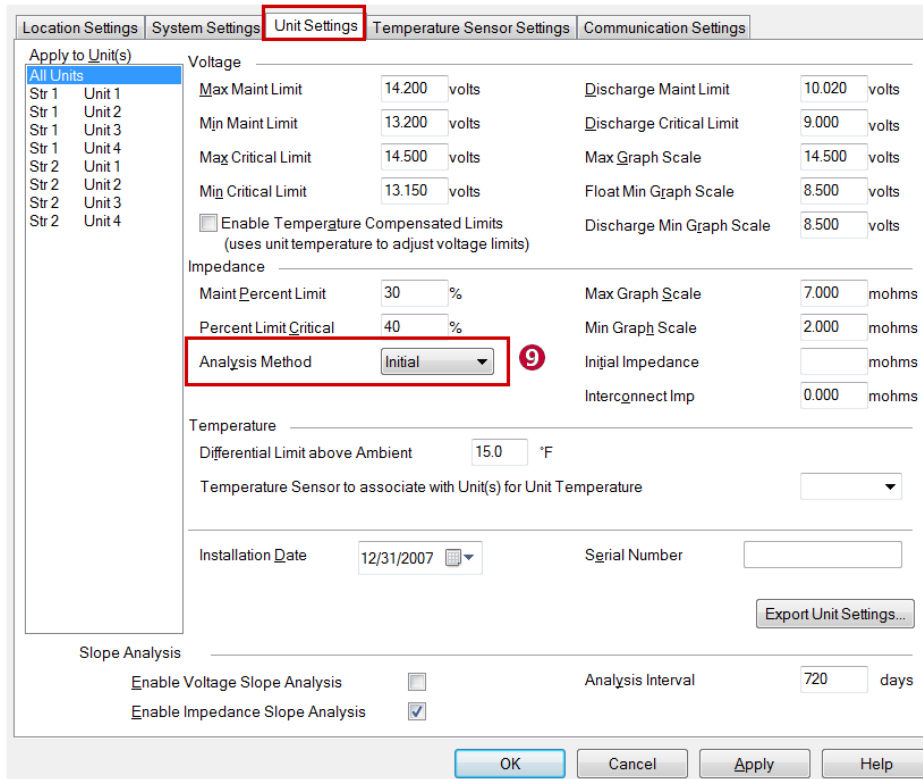 Location Settings System Settings Unit Settings Temperature Sensor Settings Communication Settings
Apply to Unit(s)
All Units
Str 1 Unit 1
Str 1 Unit 2
Str 1 Unit 3
Str 1 Unit 4
Str 2 Unit 1
Str 2 Unit 2
Str 2 Unit 3
Str 2 Unit 4
Voltage
Max Maint Limit 14.200 volts Discharge Maint Limit 10.020 volts
Min Maint Limit 13.200 volts Discharge Critical Limit 9.000 volts
Max Critical Limit 14.500 volts Max Graph Scale 14.500 volts
Min Critical Limit 13.150 volts Float Min Graph Scale 8.500 volts
Enable Temperature Compensated Limits Discharge Min Graph Scale 8.500 volts
(uses unit temperature to adjust voltage limits)
Impedance
Maint Percent Limit 30 % Max Graph Scale 7.000 mohms
Percent Limit Critical 40 % Min Graph Scale 2.000 mohms
Analysis Method Initial 9 Initial Impedance mohms
Interconnect Imp 0.000 mohms
Temperature
Differential Limit above Ambient 15.0 °F
Temperature Sensor to associate with Unit(s) for Unit Temperature
Installation Date 12/31/2007 Serial Number
Export Unit Settings...
Slope Analysis
Enable Voltage Slope Analysis Analysis Interval 720 days
Enable Impedance Slope Analysis
OK Cancel Apply Help